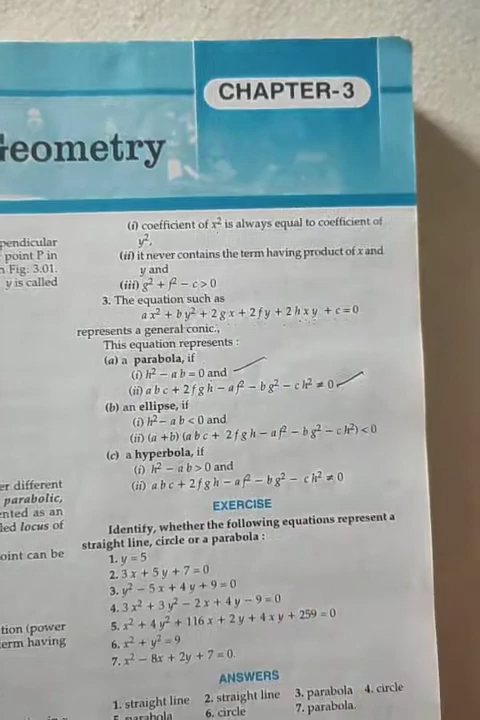 CHAPTER-3
Geometry
pendicular
point P in
Fig. 3.01.
y is called
er different
parabolic,
ented as an
led locus of
oint can be
tion (power
term having
(i) coefficient of x² is always equal to coefficient of
y².
(ii) it never contains the term having product of x and
y and
(iii) g² + f² – c > 0
3. The equation such as
a x² + b y² + 2 g x + 2 f y + 2 h x y + c = 0
represents a general conic.,
This equation represents :
(a) a parabola, if
(i) h² – a b = 0 and
(ii) a b c + 2 f g h – a f² – b g² – c h² ≠ 0
(b) an ellipse, if
(i) h² – a b < 0 and
(ii) (a + b) (a b c + 2 f g h – a f² – b g² – c h²) < 0
(c) a hyperbola, if
(i) h² – a b > 0 and
(ii) a b c + 2 f g h – a f² – b g² – c h² ≠ 0
EXERCISE
Identify, whether the following equations represent a
straight line, circle or a parabola :
1. y = 5
2. 3 x + 5 y + 7 = 0
3. y² – 5 x + 4 y + 9 = 0
4. 3 x² + 3 y² – 2 x + 4 y – 9 = 0
5. x² + 4 y² + 116 x + 2 y + 4 x y + 259 = 0
6. x² + y² = 9
7. x² – 8x + 2y + 7 = 0.
ANSWERS
1. straight line 2. straight line 3. parabola 4. circle
5. parabola 6. circle 7. parabola.